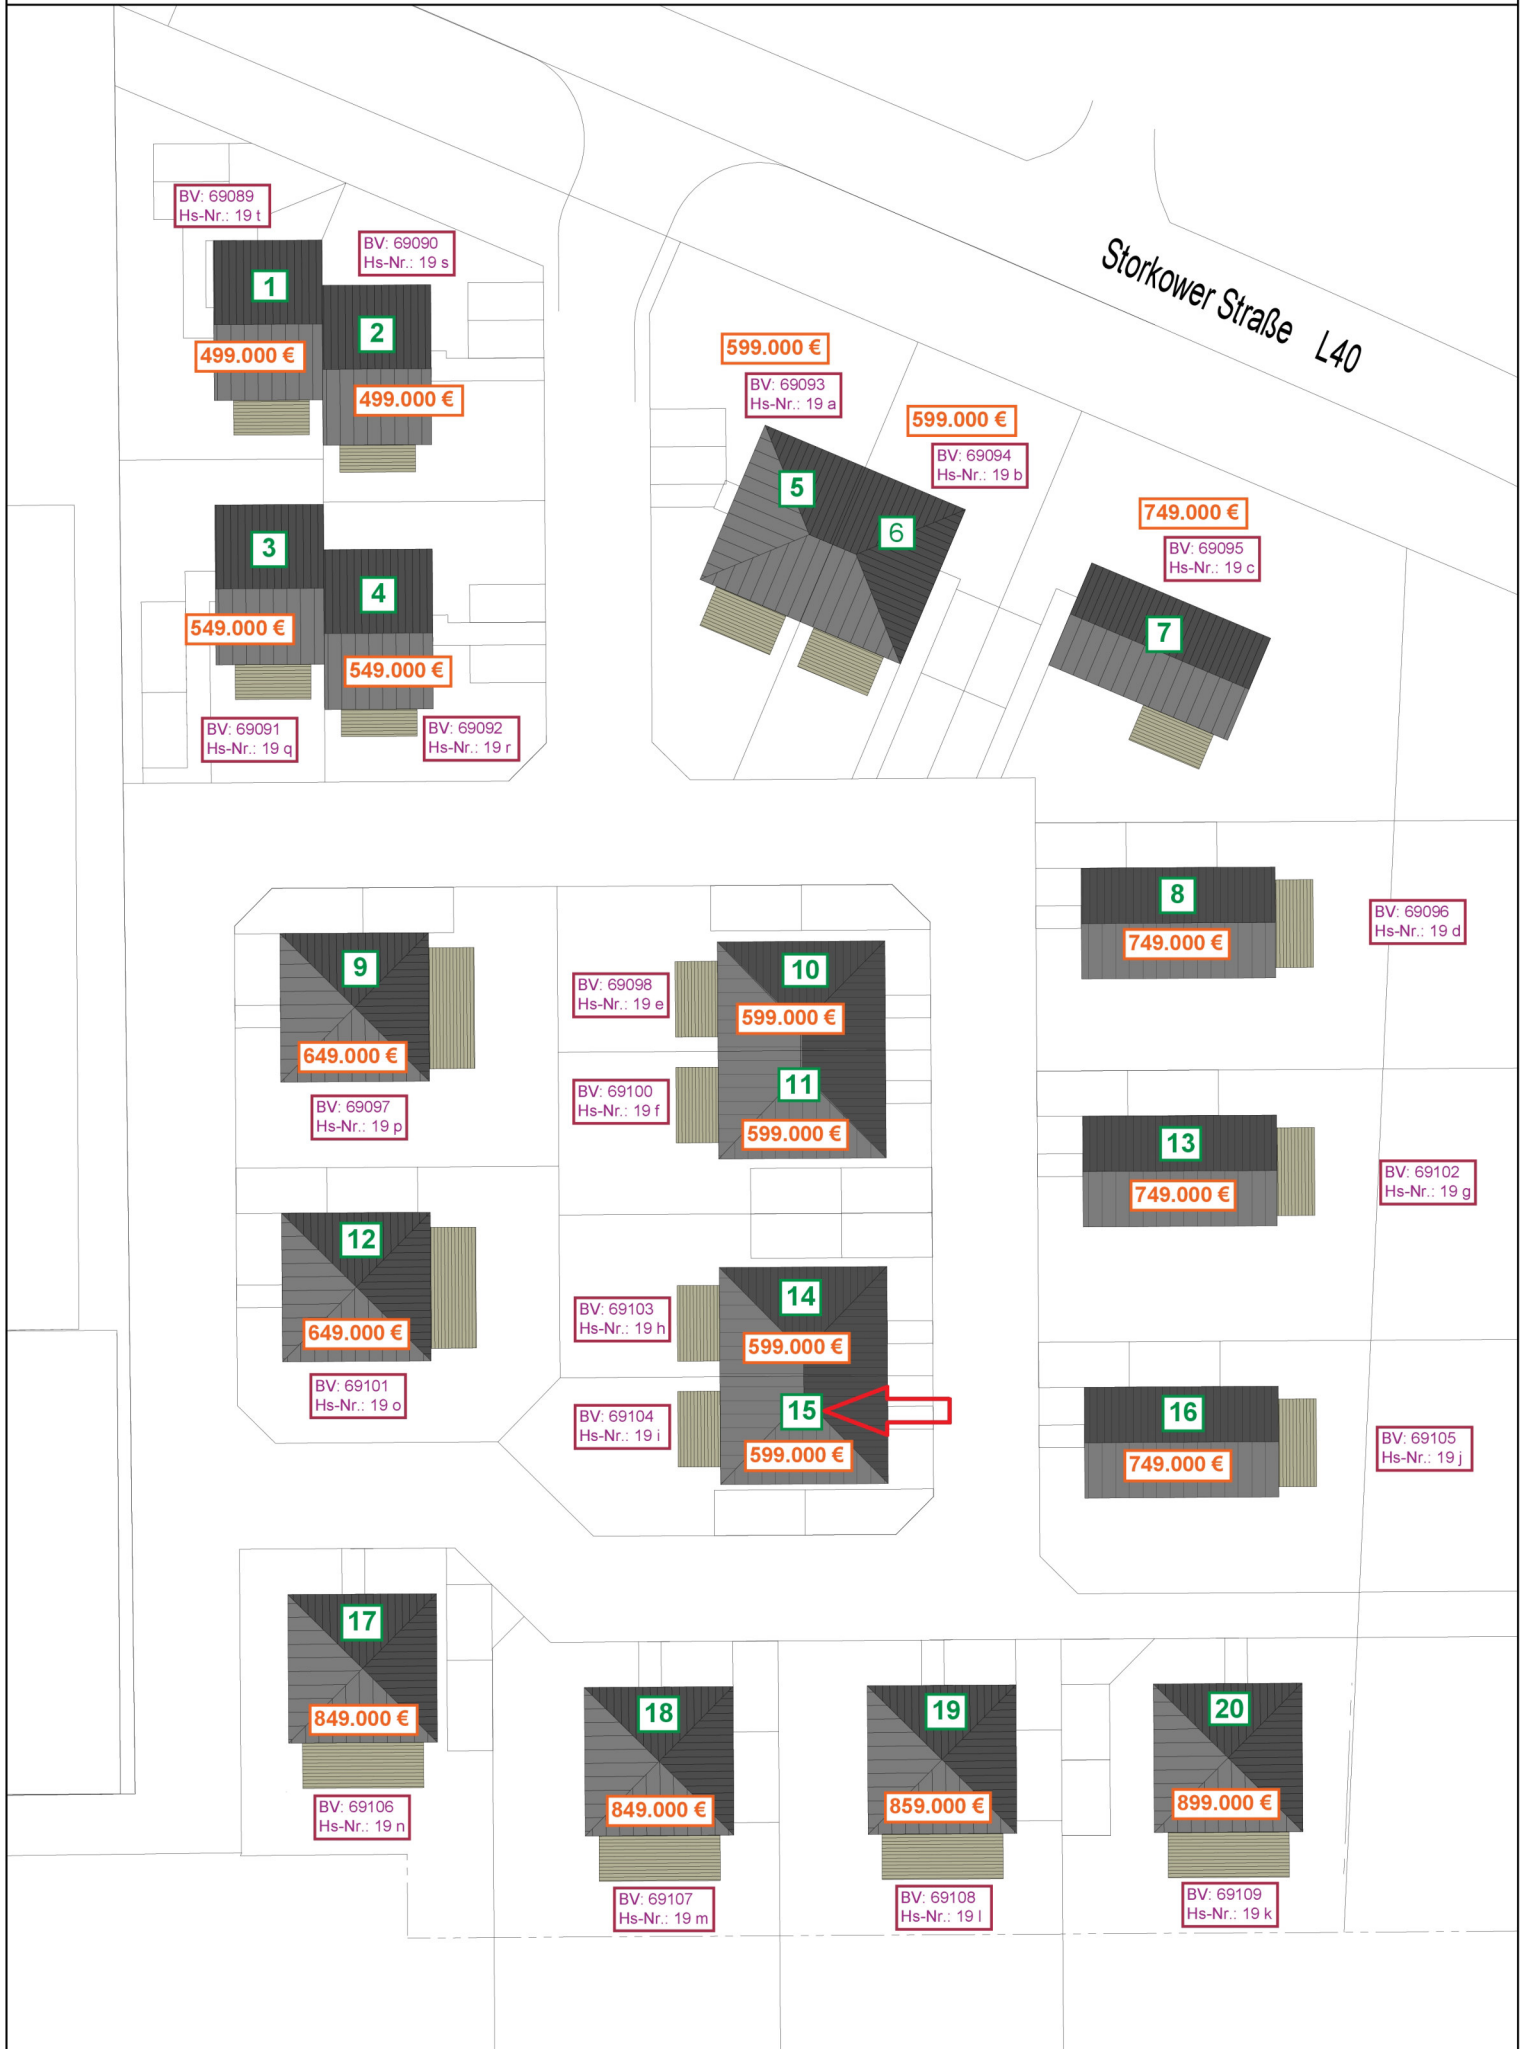 BV: 69089
Hs-Nr.: 19 t
BV: 69090
Hs-Nr.: 19 s
1
2
499.000 €
499.000 €
Storkower Straße L40
599.000 €
BV: 69093
Hs-Nr.: 19 a
599.000 €
BV: 69094
Hs-Nr.: 19 b
5
6
749.000 €
BV: 69095
Hs-Nr.: 19 c
7
3
4
549.000 €
549.000 €
BV: 69091
Hs-Nr.: 19 q
BV: 69092
Hs-Nr.: 19 r
8
749.000 €
BV: 69096
Hs-Nr.: 19 d
9
649.000 €
BV: 69097
Hs-Nr.: 19 p
BV: 69098
Hs-Nr.: 19 e
10
599.000 €
BV: 69100
Hs-Nr.: 19 f
11
599.000 €
13
749.000 €
BV: 69102
Hs-Nr.: 19 g
12
649.000 €
BV: 69101
Hs-Nr.: 19 o
BV: 69103
Hs-Nr.: 19 h
14
599.000 €
BV: 69104
Hs-Nr.: 19 i
15
599.000 €
16
749.000 €
BV: 69105
Hs-Nr.: 19 j
17
849.000 €
BV: 69106
Hs-Nr.: 19 n
18
849.000 €
BV: 69107
Hs-Nr.: 19 m
19
859.000 €
BV: 69108
Hs-Nr.: 19 l
20
899.000 €
BV: 69109
Hs-Nr.: 19 k